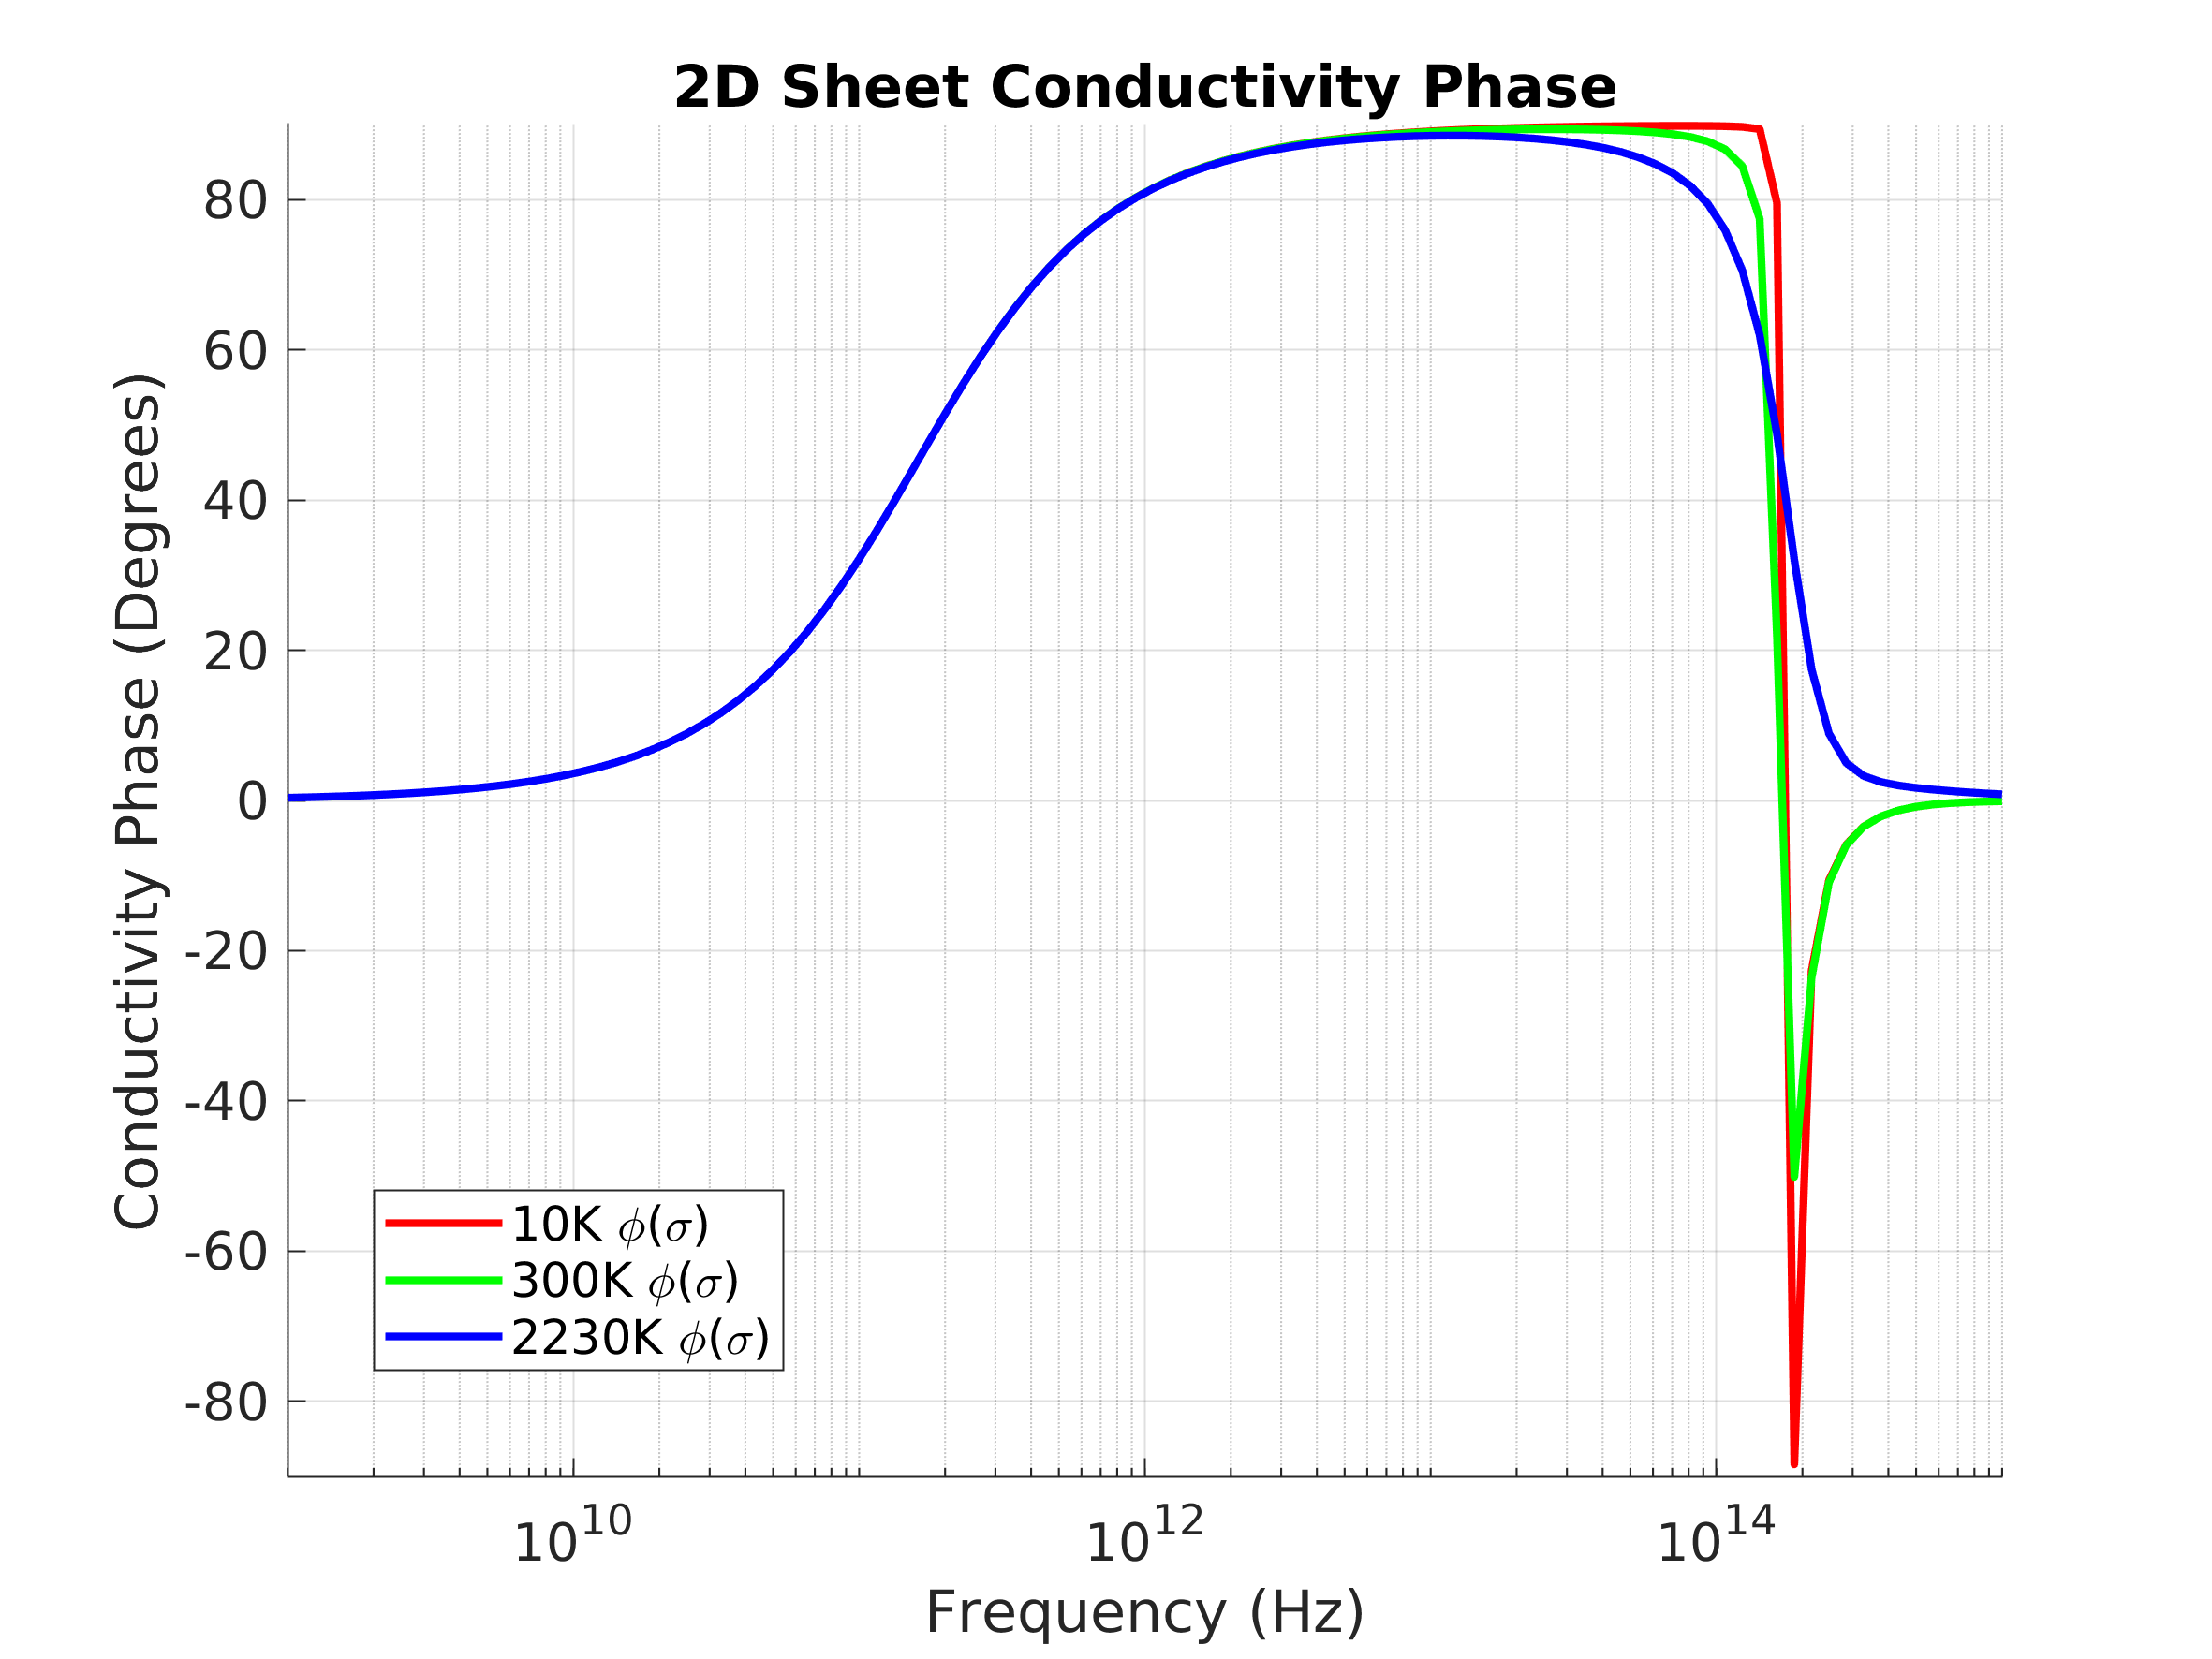 2D Sheet Conductivity Phase
Conductivity Phase (Degrees)
80
60
40
20
0
-20
-40
-60
-80
10K ϕ(σ)
300K ϕ(σ)
2230K ϕ(σ)
10^10 10^12 10^14
Frequency (Hz)